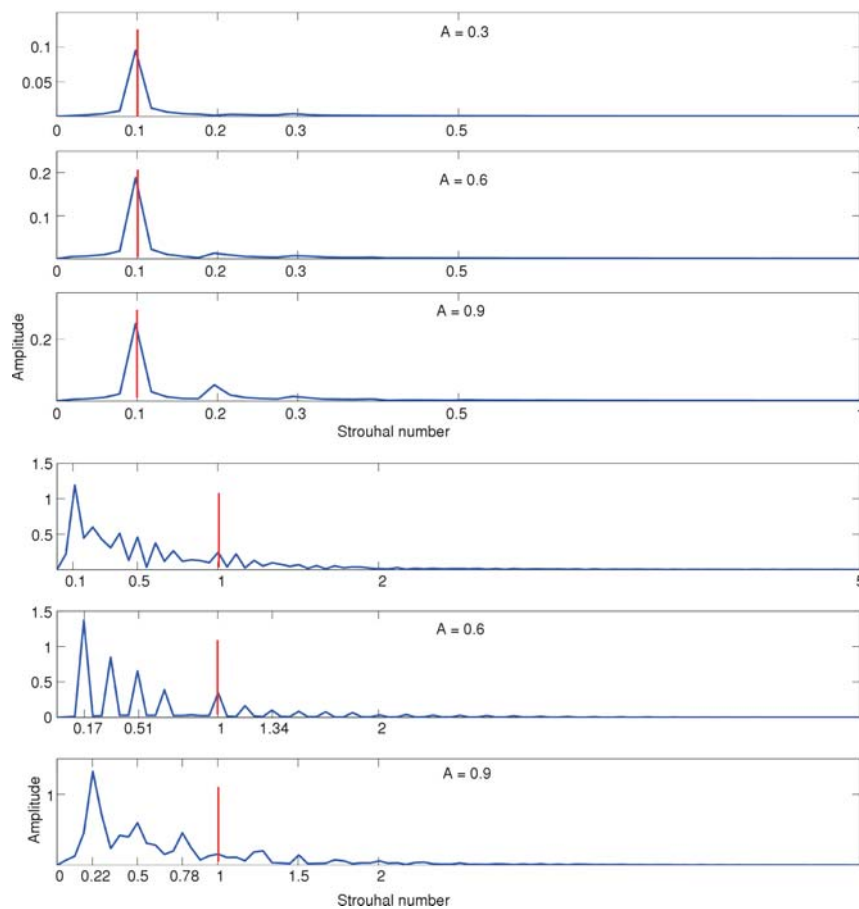 A = 0.3
0.1
0.05
0 0.1 0.2 0.3 0.5 1
A = 0.6
0.2
0.1
0 0.1 0.2 0.3 0.5 1
A = 0.9
0.2
Amplitude
0 0.1 0.2 0.3 0.5 1
Strouhal number
1.5
1
0.5
0.1 0.5 1 2 5
A = 0.6
1.5
1
0.5
0
0.17 0.51 1 1.34 2
A = 0.9
1
Amplitude
0 0.22 0.5 0.78 1 1.5 2
Strouhal number